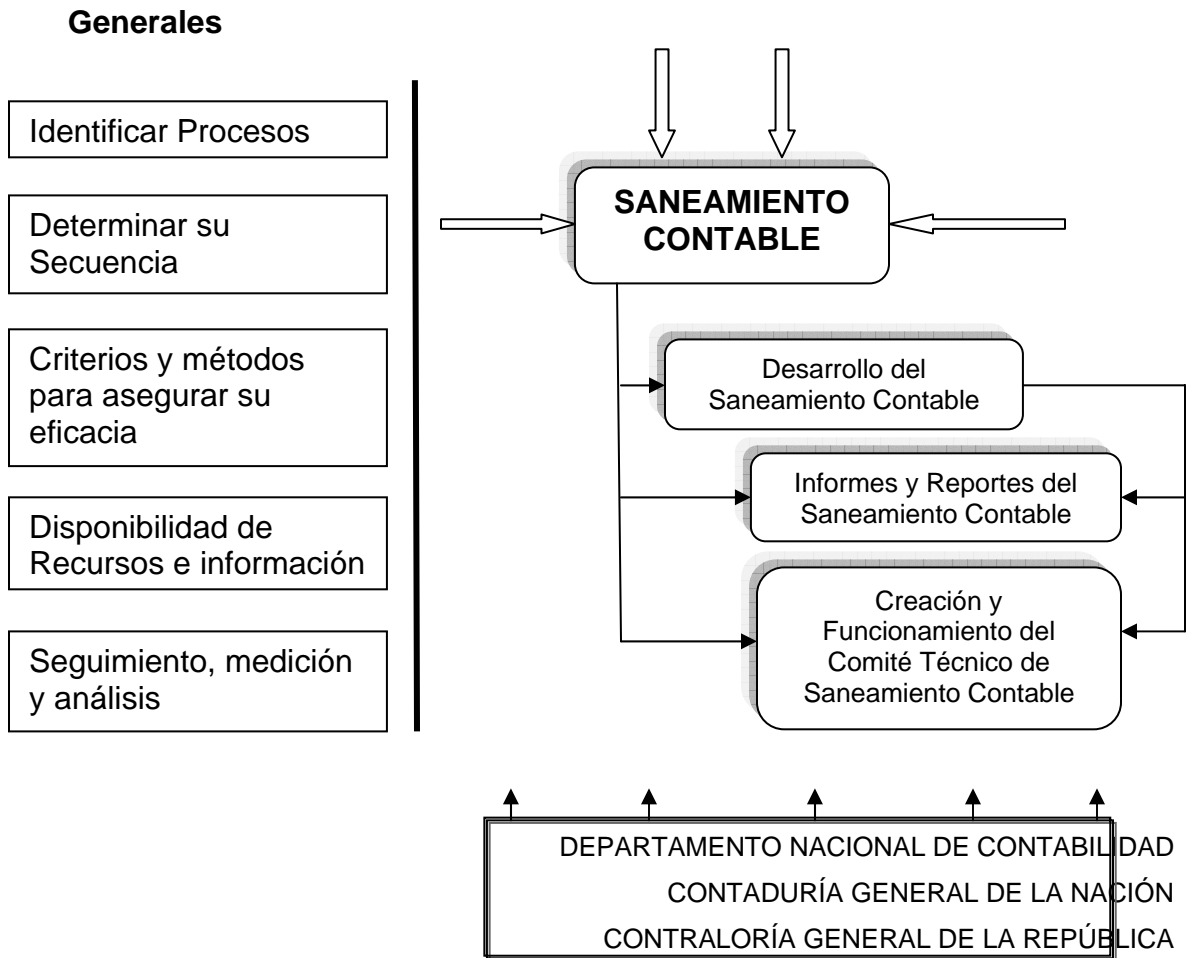 Generales
Identificar Procesos
Determinar su
Secuencia
Criterios y métodos
para asegurar su
eficacia
Disponibilidad de
Recursos e información
Seguimiento, medición
y análisis
SANEAMIENTO
CONTABLE
Desarrollo del
Saneamiento Contable
Informes y Reportes del
Saneamiento Contable
Creación y
Funcionamiento del
Comité Técnico de
Saneamiento Contable
DEPARTAMENTO NACIONAL DE CONTABILIDAD
CONTADURÍA GENERAL DE LA NACIÓN
CONTRALORÍA GENERAL DE LA REPÚBLICA